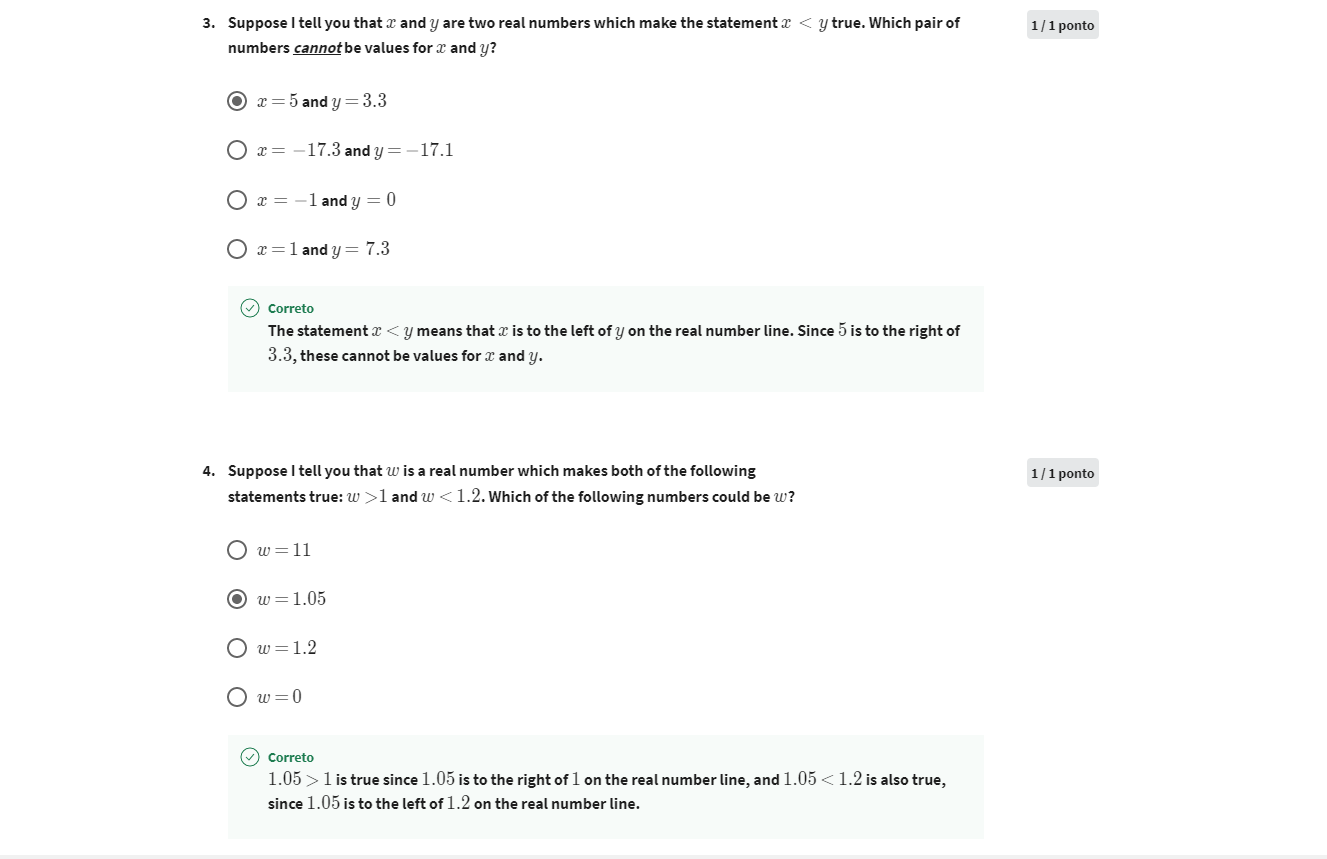 3. Suppose I tell you that x and y are two real numbers which make the statement x < y true. Which pair of
numbers cannot be values for x and y?
1 / 1 ponto
x = 5 and y = 3.3
x = −17.3 and y = −17.1
x = −1 and y = 0
x = 1 and y = 7.3
Correto
The statement x < y means that x is to the left of y on the real number line. Since 5 is to the right of
3.3, these cannot be values for x and y.
4. Suppose I tell you that w is a real number which makes both of the following
statements true: w >1 and w < 1.2. Which of the following numbers could be w?
1 / 1 ponto
w = 11
w = 1.05
w = 1.2
w = 0
Correto
1.05 > 1 is true since 1.05 is to the right of 1 on the real number line, and 1.05 < 1.2 is also true,
since 1.05 is to the left of 1.2 on the real number line.